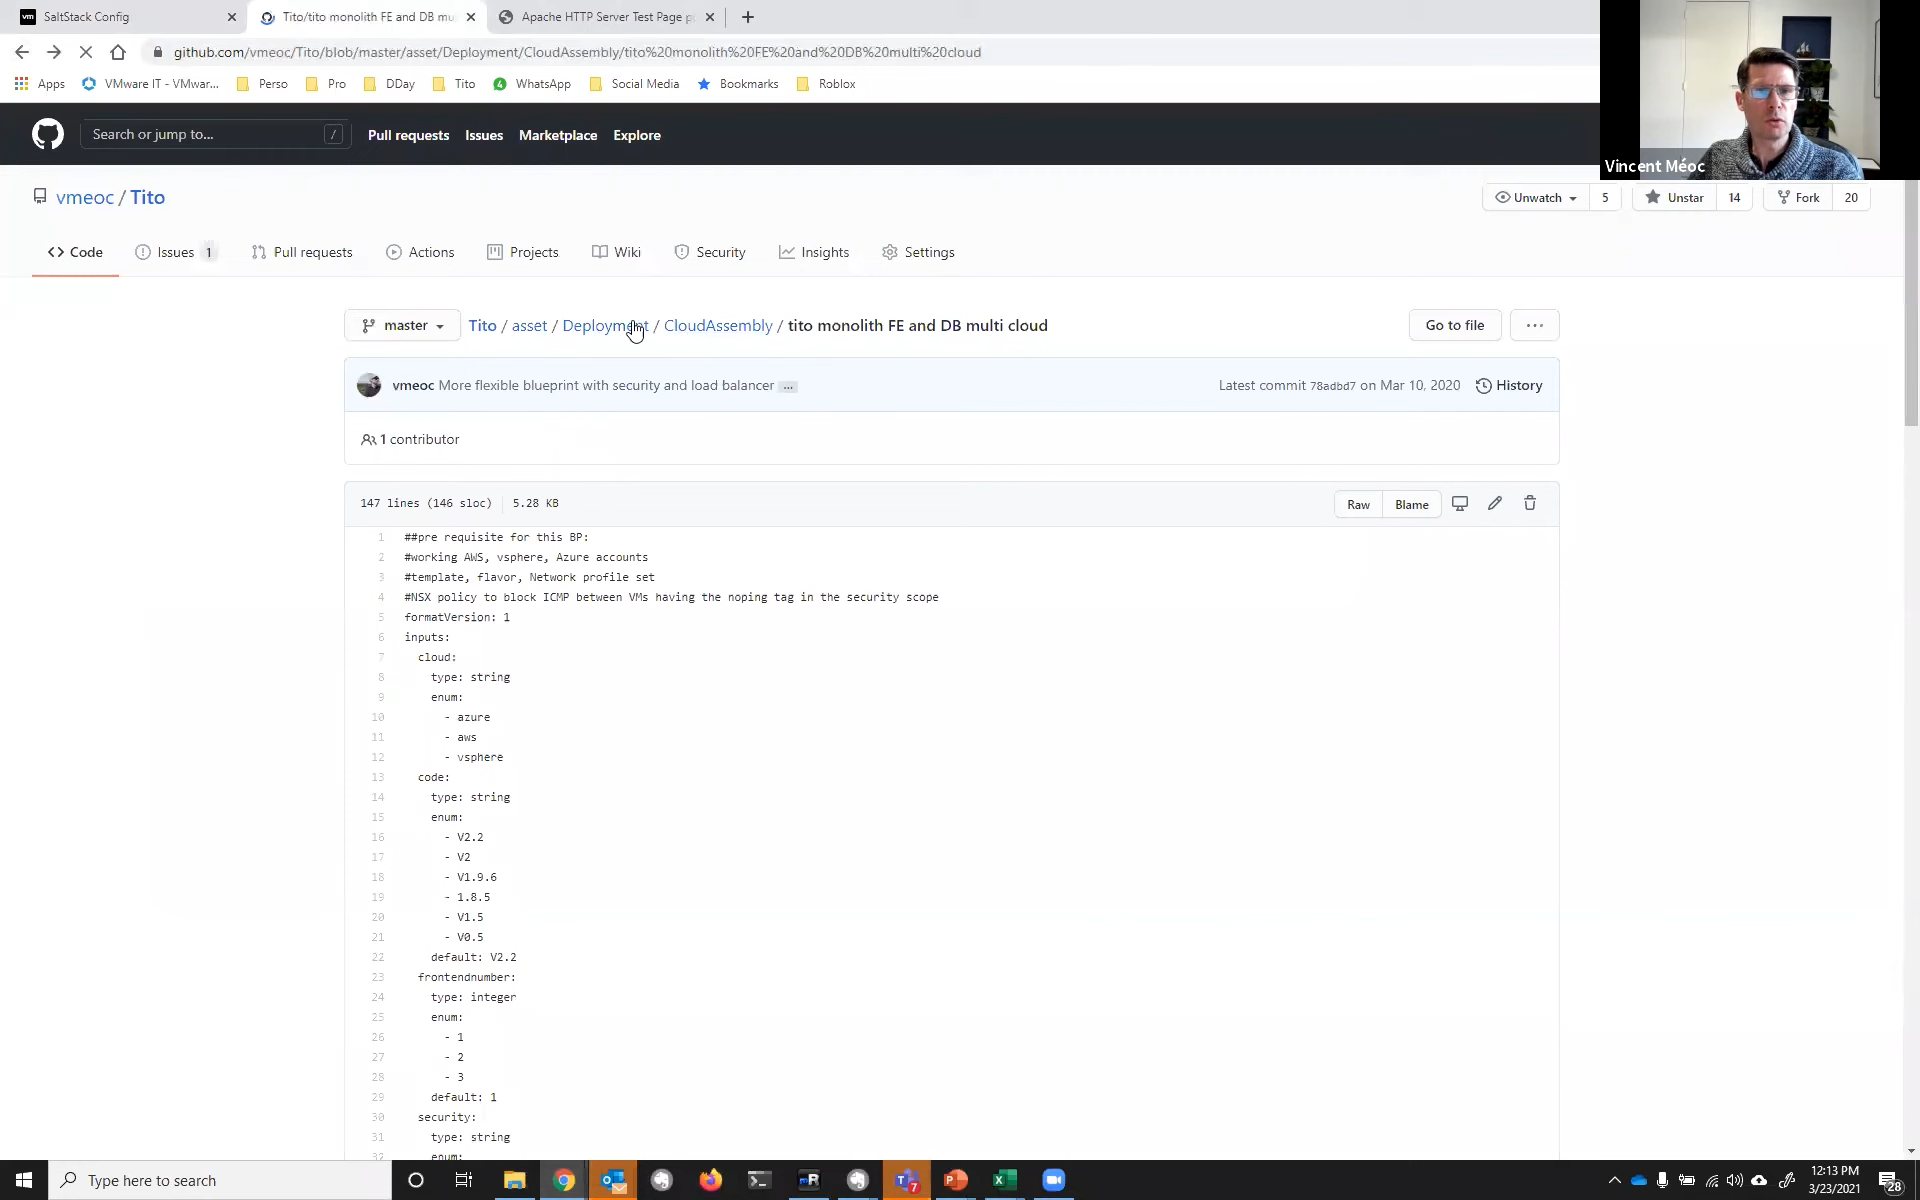 vm SaltStack Config
Tito/tito monolith FE and DB mu
Apache HTTP Server Test Page p
github.com/vmeoc/Tito/blob/master/asset/Deployment/CloudAssembly/tito%20monolith%20FE%20and%20DB%20multi%20cloud
Apps VMware IT - VMwar... Perso Pro DDay Tito 4 WhatsApp Social Media Bookmarks Roblox
Search or jump to... / Pull requests Issues Marketplace Explore
Vincent Méoc
vmeoc / Tito
Unwatch 5 Unstar 14 Fork 20
<> Code Issues 1 Pull requests Actions Projects Wiki Security Insights Settings
master Tito / asset / Deployment / CloudAssembly / tito monolith FE and DB multi cloud Go to file ...
vmeoc More flexible blueprint with security and load balancer ... Latest commit 78adbd7 on Mar 10, 2020 History
1 contributor
147 lines (146 sloc) 5.28 KB Raw Blame
1 ##pre requisite for this BP:
2 #working AWS, vsphere, Azure accounts
3 #template, flavor, Network profile set
4 #NSX policy to block ICMP between VMs having the noping tag in the security scope
5 formatVersion: 1
6 inputs:
7 cloud:
8 type: string
9 enum:
10 - azure
11 - aws
12 - vsphere
13 code:
14 type: string
15 enum:
16 - V2.2
17 - V2
18 - V1.9.6
19 - 1.8.5
20 - V1.5
21 - V0.5
22 default: V2.2
23 frontendnumber:
24 type: integer
25 enum:
26 - 1
27 - 2
28 - 3
29 default: 1
30 security:
31 type: string
32 enum:
Type here to search
mR
7
12:13 PM
3/23/2021
28